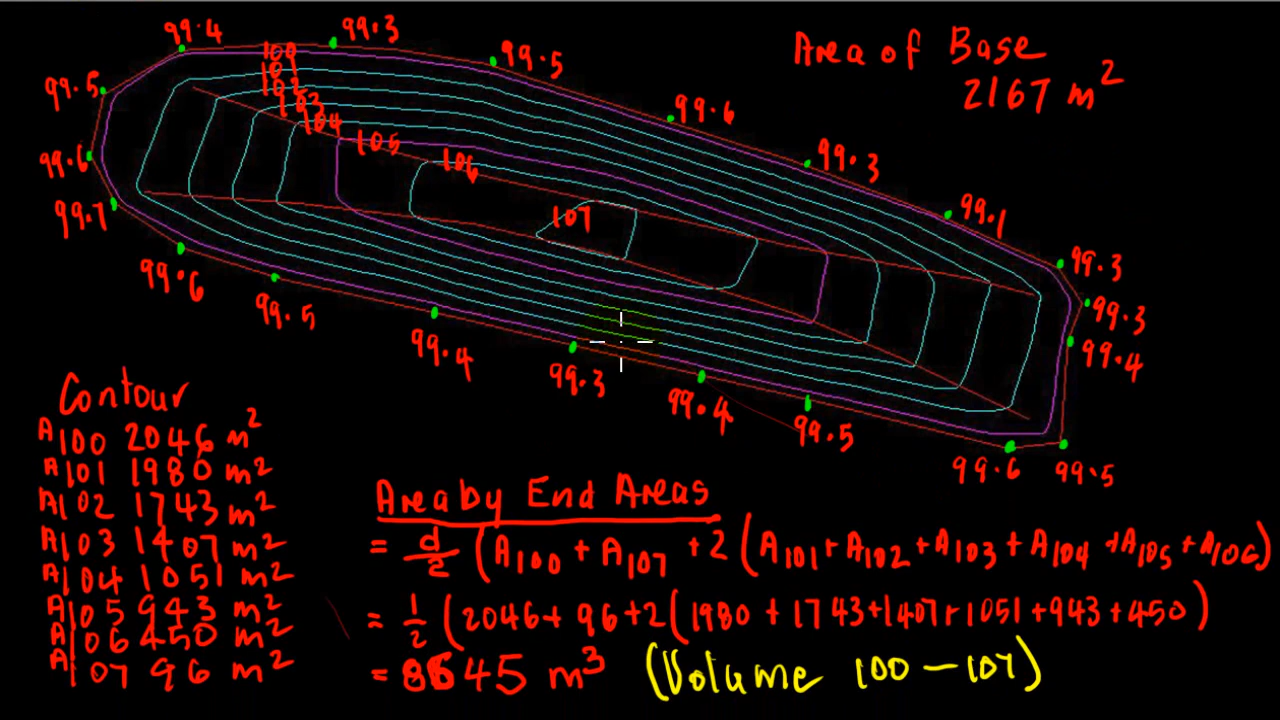 99.4
99.3
99.5
99.6
99.3
99.1
99.3
99.3
99.4
99.5
99.6
99.5
99.4
99.3
99.4
99.5
99.6
99.7
99.6
99.5
100
101
102
103
104
105
106
107
Area of Base
2167 m²
Contour
A100 2046 m²
A101 1980 m²
A102 1743 m²
A103 1407 m²
A104 1051 m²
A105 943 m²
A106 450 m²
A107 96 m²
Area by End Areas
= d/2 (A100 + A107 + 2 (A101 + A102 + A103 + A104 + A105 + A106)
= 1/2 (2046 + 96 + 2 (1980 + 1743 + 1407 + 1051 + 943 + 450)
= 8645 m³ (Volume 100 – 107)